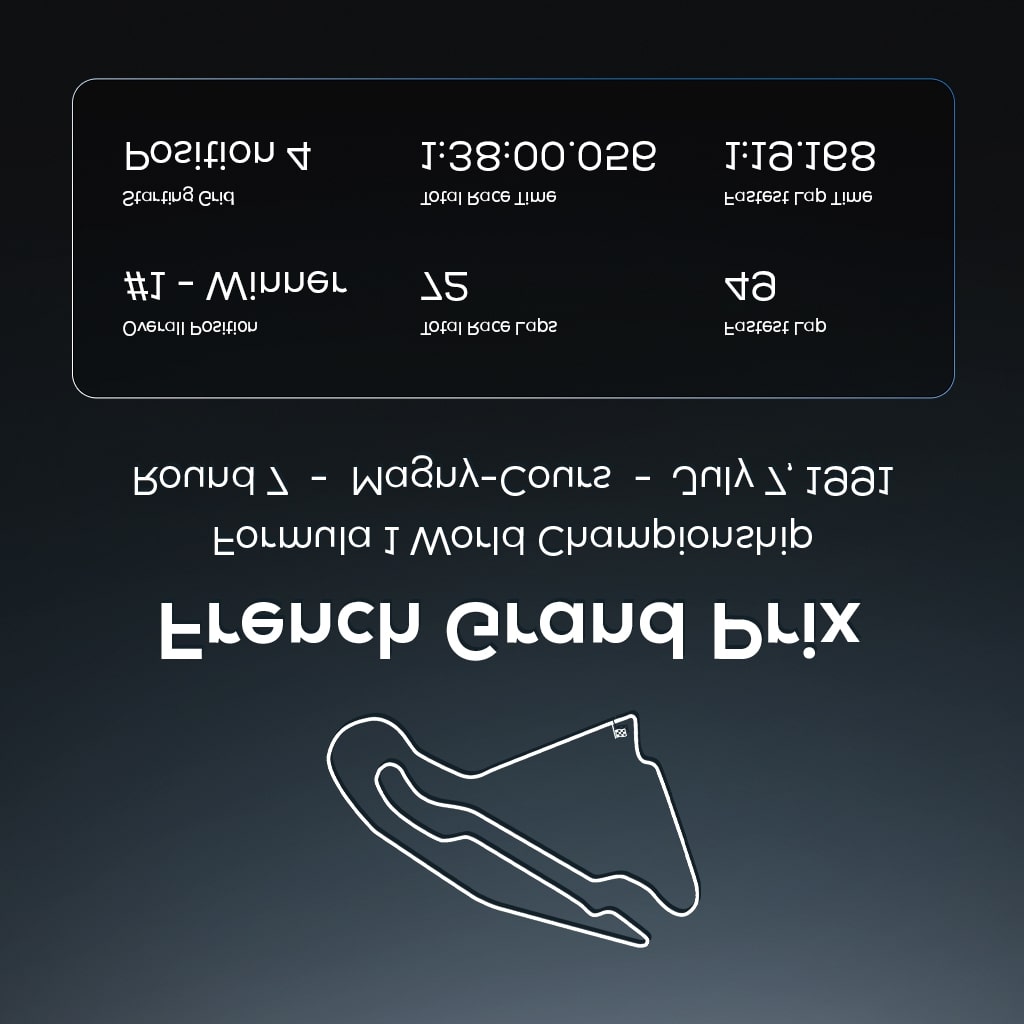 French Grand Prix
Formula 1 World Championship
Round 7 - Magny-Cours - July 7, 1991
Overall Position
#1 - Winner
Total Race Laps
72
Fastest Lap
49
Starting Grid
Position 4
Total Race Time
1:38:00.056
Fastest Lap Time
1:19.168